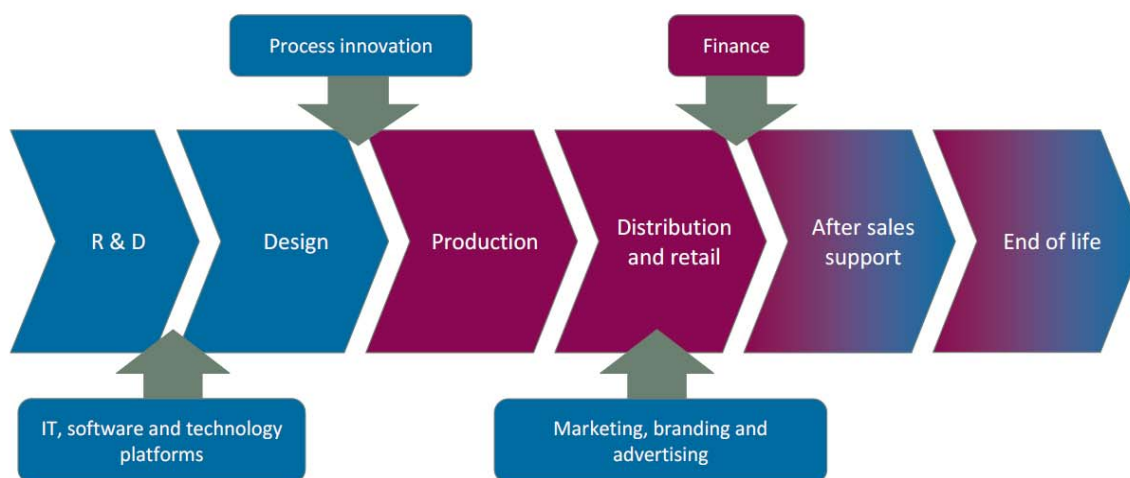 Process innovation
Finance
R & D
Design
Production
Distribution
and retail
After sales
support
End of life
IT, software and technology
platforms
Marketing, branding and
advertising